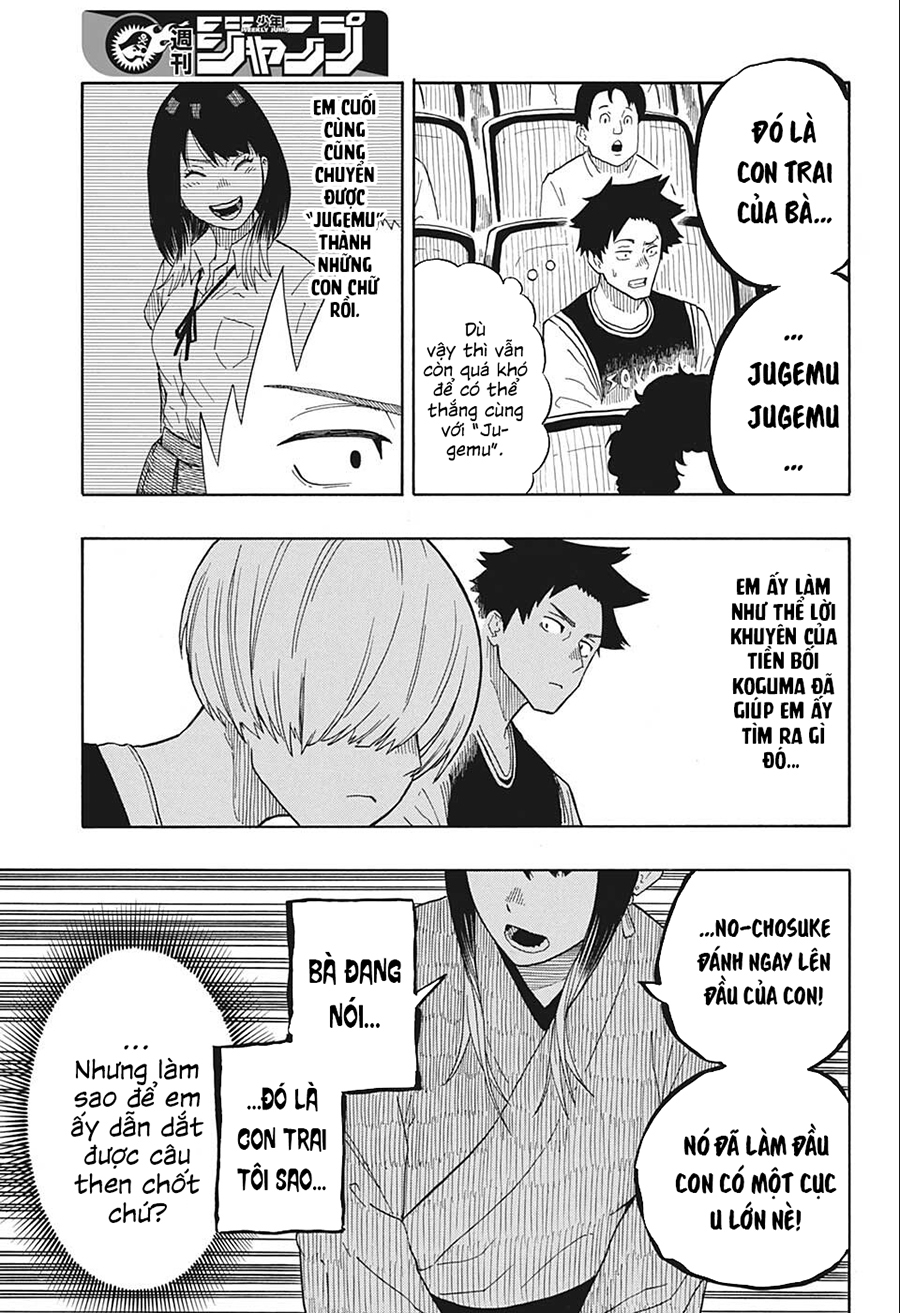 週刊
少年
WEEKLY JUMP
ジャンプ
ĐÓ LÀ
CON TRAI
CỦA BÀ...
...
JUGEMU
JUGEMU
...
Dù
vậy thì vẫn
còn quá khó
để có thể
thắng cùng
với "Ju-
gemu".
EM CUỐI
CÙNG
CŨNG
CHUYỂN
ĐƯỢC
"JUGEMU"
THÀNH
NHỮNG
CON CHỮ
RỒI.
EM ẤY LÀM
NHƯ THỂ LỜI
KHUYÊN CỦA
TIỀN BỐI
KOGUMA ĐÃ
GIÚP EM ẤY
TÌM RA GÌ
ĐÓ...
...NO-CHOSUKE
ĐÁNH NGAY LÊN
ĐẦU CỦA CON!
NÓ ĐÃ LÀM ĐẦU
CON CÓ MỘT CỤC
U LỚN NÈ!
BÀ ĐANG
NÓI...
...ĐÓ LÀ
CON TRAI
TÔI SAO...
...
Nhưng làm
sao để em
ấy dẫn dắt
được câu
then chốt
chứ?